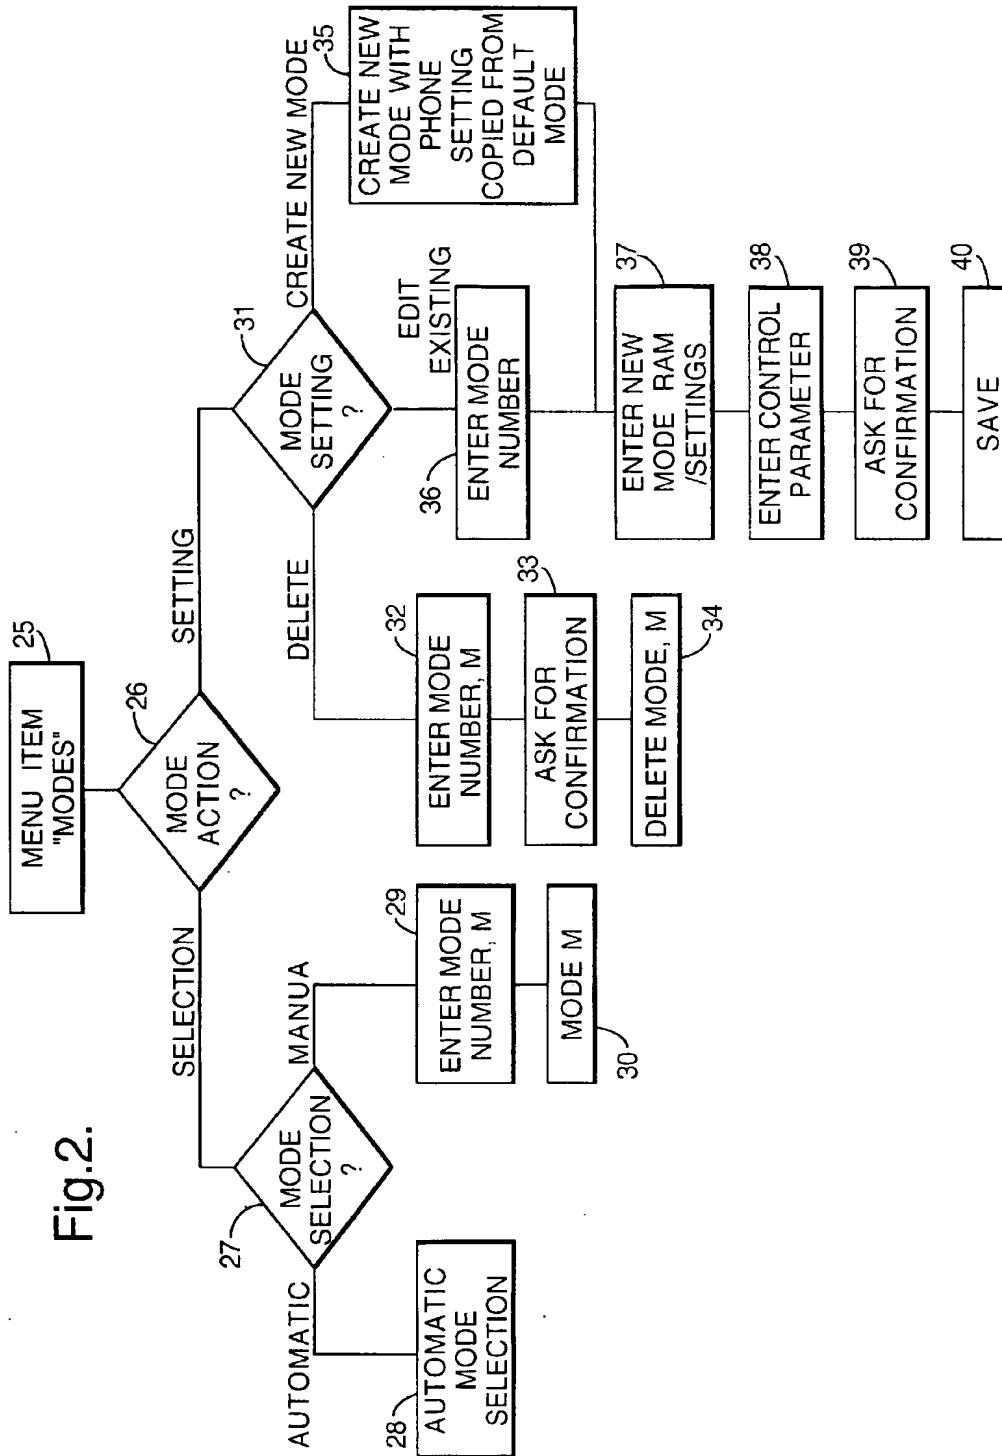 Fig.2.
MENU ITEM
"MODES"
25
MODE
ACTION
?
26
SELECTION
SETTING
MODE
SELECTION
?
27
AUTOMATIC
MANUA
AUTOMATIC
MODE
SELECTION
28
ENTER MODE
NUMBER, M
29
MODE M
30
MODE
SETTING
?
31
DELETE
EDIT
EXISTING
CREATE NEW MODE
ENTER MODE
NUMBER, M
32
ASK FOR
CONFIRMATION
33
DELETE MODE, M
34
CREATE NEW
MODE WITH
PHONE
SETTING
COPIED FROM
DEFAULT
MODE
35
ENTER MODE
NUMBER
36
ENTER NEW
MODE RAM
/SETTINGS
37
ENTER CONTROL
PARAMETER
38
ASK FOR
CONFIRMATION
39
SAVE
40